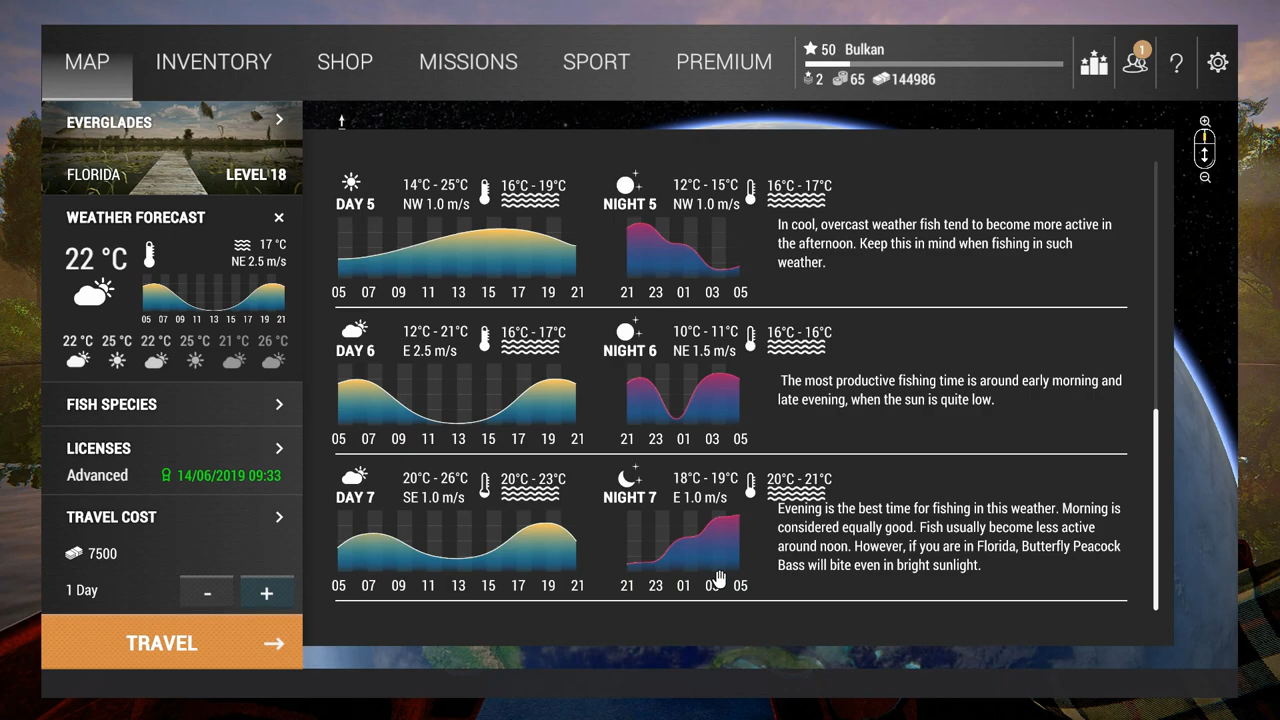 MAP INVENTORY SHOP MISSIONS SPORT PREMIUM
50 Bulkan
2 65 144986
1
?
EVERGLADES
FLORIDA LEVEL 18
WEATHER FORECAST ×
22 °C
17 °C
NE 2.5 m/s
05 07 09 11 13 15 17 19 21
22 °C 25 °C 22 °C 25 °C 21 °C 26 °C
FISH SPECIES
LICENSES
Advanced 14/06/2019 09:33
TRAVEL COST
7500
1 Day - +
TRAVEL
DAY 5
14°C - 25°C
NW 1.0 m/s
16°C - 19°C
05 07 09 11 13 15 17 19 21
NIGHT 5
12°C - 15°C
NW 1.0 m/s
16°C - 17°C
21 23 01 03 05
In cool, overcast weather fish tend to become more active in
the afternoon. Keep this in mind when fishing in such
weather.
DAY 6
12°C - 21°C
E 2.5 m/s
16°C - 17°C
05 07 09 11 13 15 17 19 21
NIGHT 6
10°C - 11°C
NE 1.5 m/s
16°C - 16°C
21 23 01 03 05
The most productive fishing time is around early morning and
late evening, when the sun is quite low.
DAY 7
20°C - 26°C
SE 1.0 m/s
20°C - 23°C
05 07 09 11 13 15 17 19 21
NIGHT 7
18°C - 19°C
E 1.0 m/s
20°C - 21°C
21 23 01 05
Evening is the best time for fishing in this weather. Morning is
considered equally good. Fish usually become less active
around noon. However, if you are in Florida, Butterfly Peacock
Bass will bite even in bright sunlight.